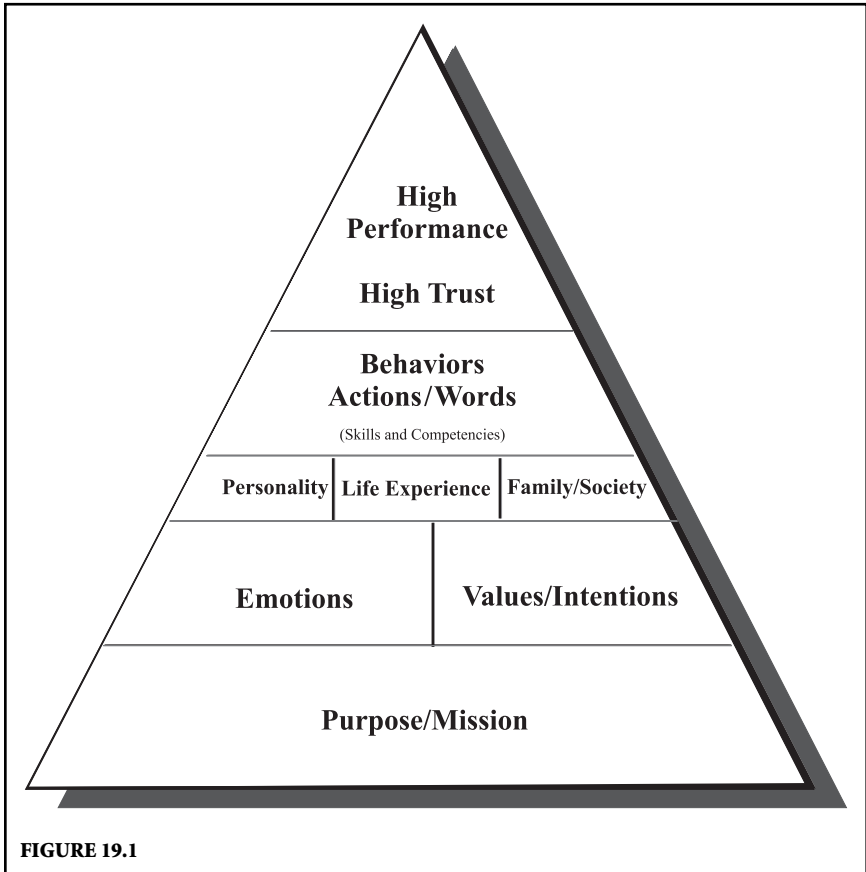 High
Performance
High Trust
Behaviors
Actions/Words
(Skills and Competencies)
Personality
Life Experience
Family/Society
Emotions
Values/Intentions
Purpose/Mission
FIGURE 19.1